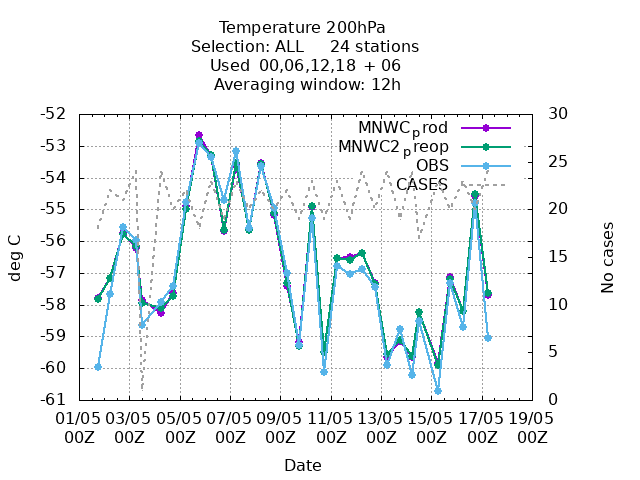 Temperature 200hPa
Selection: ALL 24 stations
Used 00,06,12,18 + 06
Averaging window: 12h
-52 30
MNWCprod
-53 MNWC2preop
25
OBS
-54
CASES
-55 20
-56
15
deg C
No cases
-57
-58 10
-59
5
-60
-61 0
01/05 03/05 05/05 07/05 09/05 11/05 13/05 15/05 17/05 19/05
00Z 00Z 00Z 00Z 00Z 00Z 00Z 00Z 00Z 00Z
Date